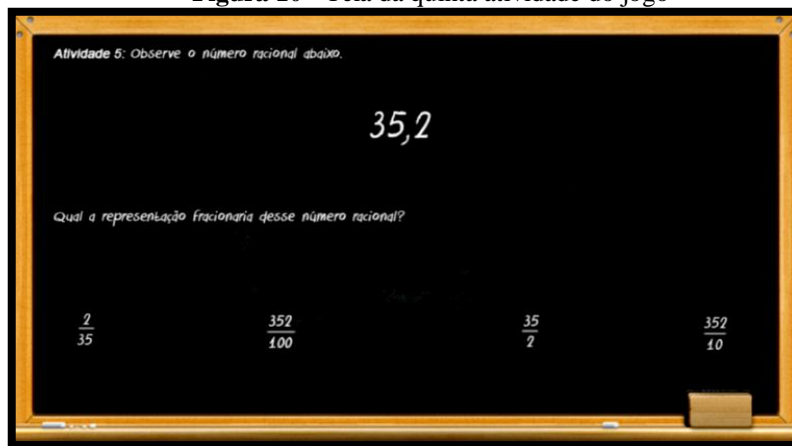 Atividade 5: Observe o número racional abaixo.
35,2
Qual a representação fracionaria desse número racional?
2/35 352/100 35/2 352/10